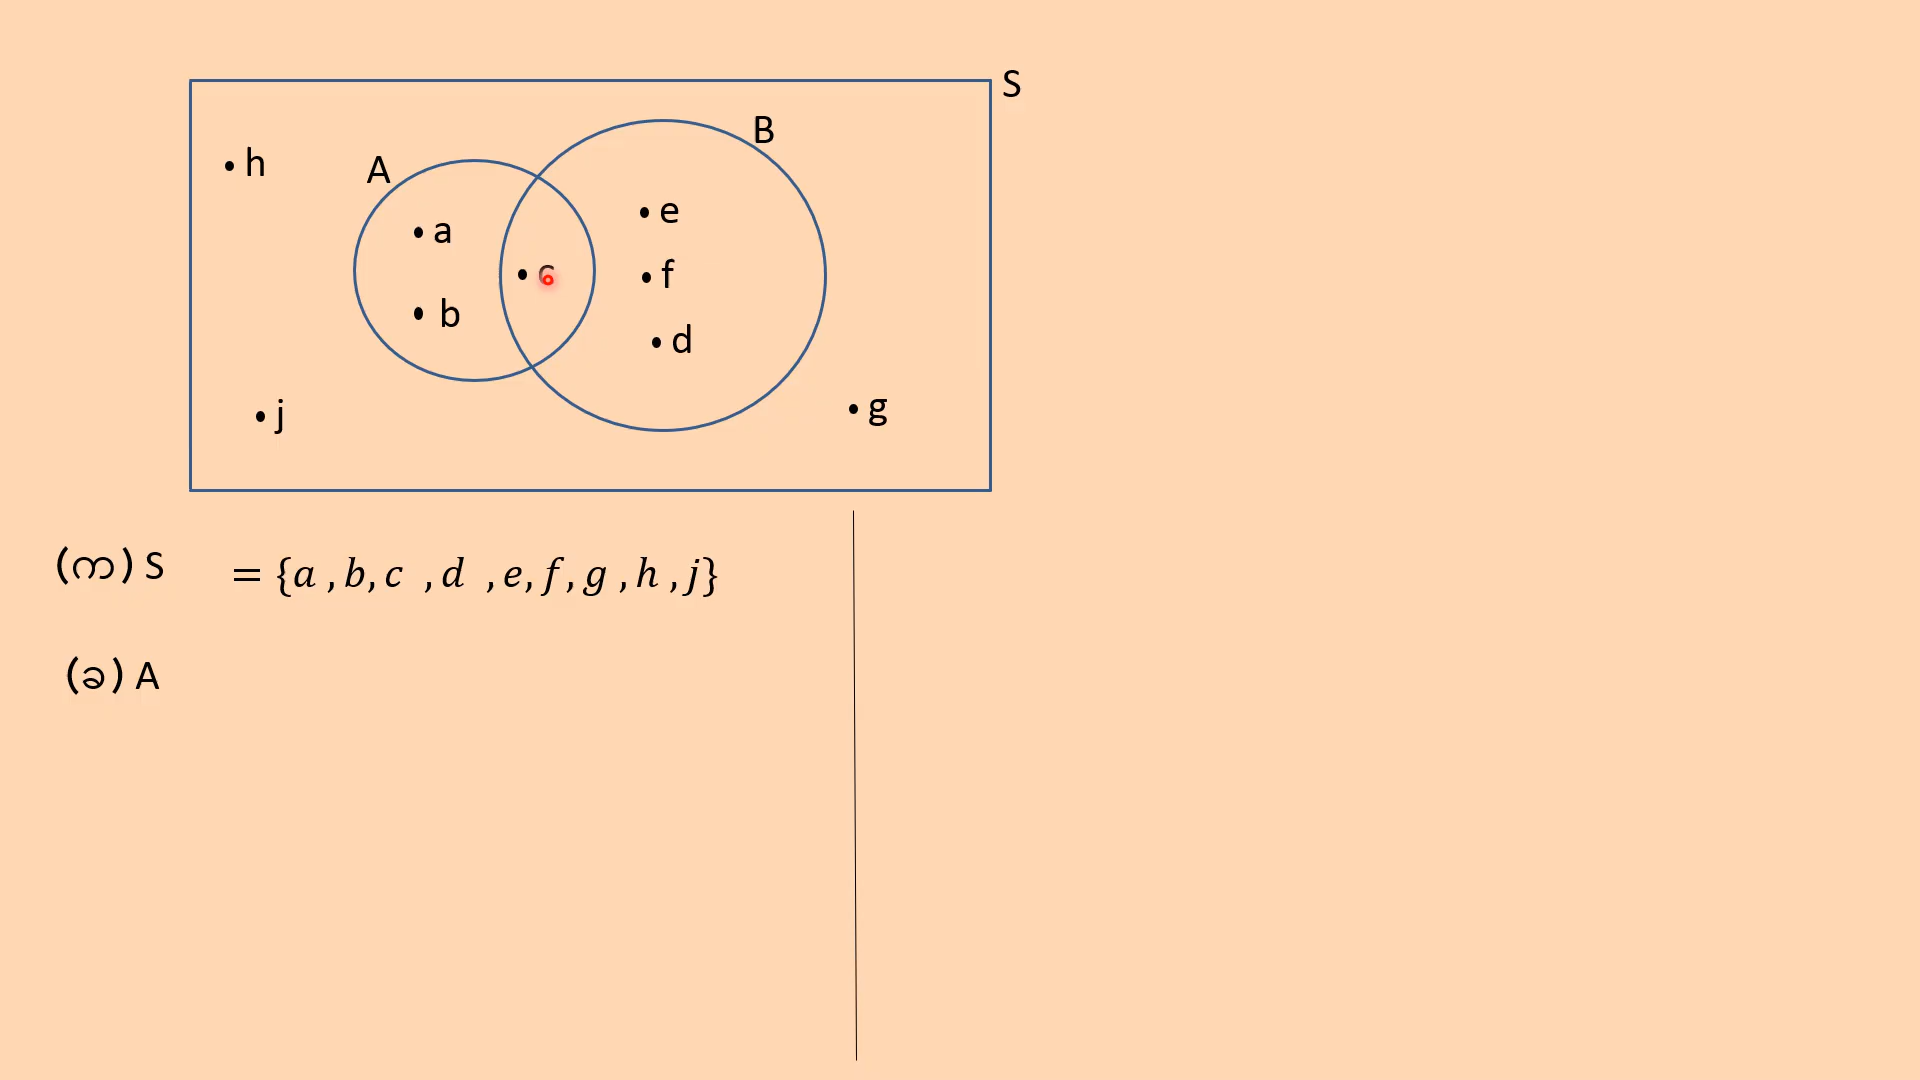 S
B
• h
A
• e
• a
• c
• f
• b
• d
• j
• g
(က) S = {a , b, c , d , e, f, g , h , j}
(ခ) A